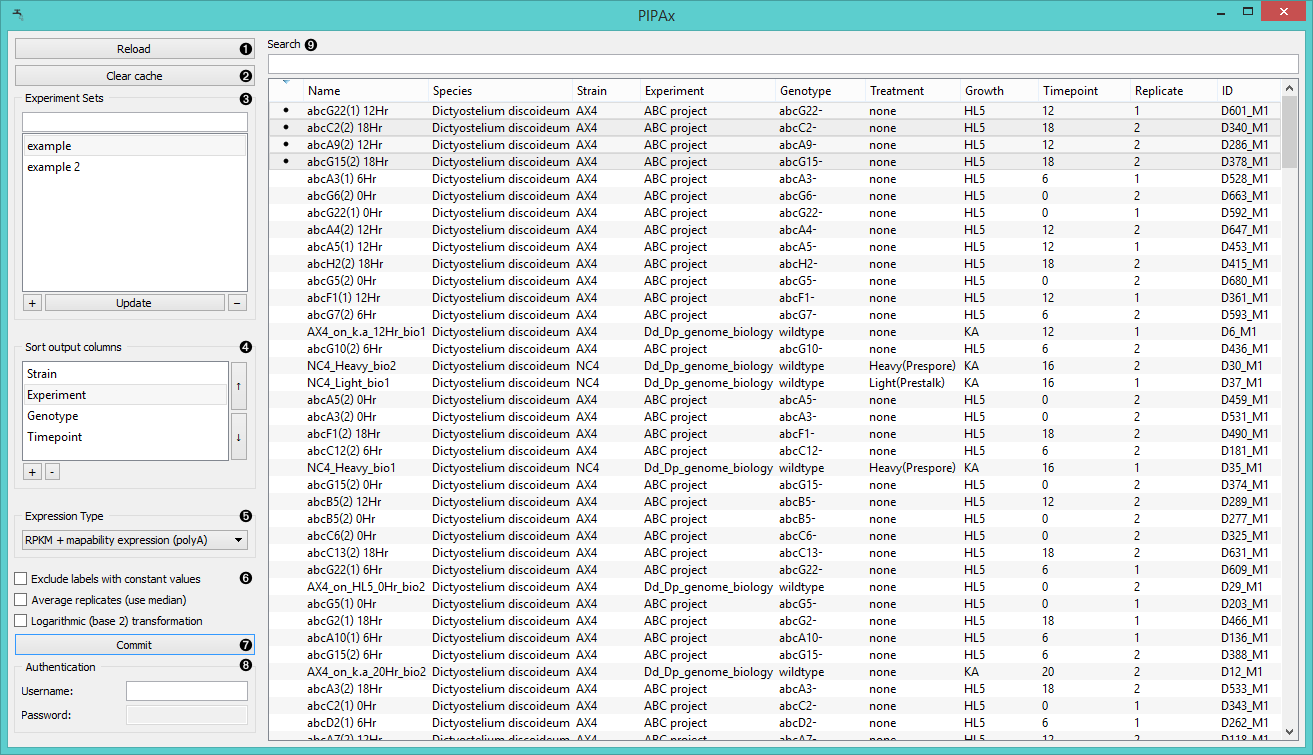 PIPAx
Reload ❶
Clear cache ❷
Experiment Sets ❸
example
example 2
+ Update −
Sort output columns ❹
Strain
Experiment
Genotype
Timepoint
↑
↓
+ -
Expression Type ❺
RPKM + mapability expression (polyA)
Exclude labels with constant values ❻
Average replicates (use median)
Logarithmic (base 2) transformation
Commit ❼
Authentication ❽
Username:
Password:
Search ❾
Name Species Strain Experiment Genotype Treatment Growth Timepoint Replicate ID
• abcG22(1) 12Hr Dictyostelium discoideum AX4 ABC project abcG22- none HL5 12 1 D601_M1
• abcC2(2) 18Hr Dictyostelium discoideum AX4 ABC project abcC2- none HL5 18 2 D340_M1
• abcA9(2) 12Hr Dictyostelium discoideum AX4 ABC project abcA9- none HL5 12 2 D286_M1
• abcG15(2) 18Hr Dictyostelium discoideum AX4 ABC project abcG15- none HL5 18 2 D378_M1
abcA3(1) 6Hr Dictyostelium discoideum AX4 ABC project abcA3- none HL5 6 1 D528_M1
abcG6(2) 0Hr Dictyostelium discoideum AX4 ABC project abcG6- none HL5 0 2 D663_M1
abcG22(1) 0Hr Dictyostelium discoideum AX4 ABC project abcG22- none HL5 0 1 D592_M1
abcA4(2) 12Hr Dictyostelium discoideum AX4 ABC project abcA4- none HL5 12 2 D647_M1
abcA5(1) 12Hr Dictyostelium discoideum AX4 ABC project abcA5- none HL5 12 1 D453_M1
abcH2(2) 18Hr Dictyostelium discoideum AX4 ABC project abcH2- none HL5 18 2 D415_M1
abcG5(2) 0Hr Dictyostelium discoideum AX4 ABC project abcG5- none HL5 0 2 D680_M1
abcF1(1) 12Hr Dictyostelium discoideum AX4 ABC project abcF1- none HL5 12 1 D361_M1
abcG7(2) 6Hr Dictyostelium discoideum AX4 ABC project abcG7- none HL5 6 2 D593_M1
AX4_on_k.a_12Hr_bio1 Dictyostelium discoideum AX4 Dd_Dp_genome_biology wildtype none KA 12 1 D6_M1
abcG10(2) 6Hr Dictyostelium discoideum AX4 ABC project abcG10- none HL5 6 2 D436_M1
NC4_Heavy_bio2 Dictyostelium discoideum NC4 Dd_Dp_genome_biology wildtype Heavy(Prespore) KA 16 2 D30_M1
NC4_Light_bio1 Dictyostelium discoideum NC4 Dd_Dp_genome_biology wildtype Light(Prestalk) KA 16 1 D37_M1
abcA5(2) 0Hr Dictyostelium discoideum AX4 ABC project abcA5- none HL5 0 2 D459_M1
abcA3(2) 0Hr Dictyostelium discoideum AX4 ABC project abcA3- none HL5 0 2 D531_M1
abcF1(2) 18Hr Dictyostelium discoideum AX4 ABC project abcF1- none HL5 18 2 D490_M1
abcC12(2) 6Hr Dictyostelium discoideum AX4 ABC project abcC12- none HL5 6 2 D181_M1
NC4_Heavy_bio1 Dictyostelium discoideum NC4 Dd_Dp_genome_biology wildtype Heavy(Prespore) KA 16 1 D35_M1
abcG15(2) 0Hr Dictyostelium discoideum AX4 ABC project abcG15- none HL5 0 2 D374_M1
abcB5(2) 12Hr Dictyostelium discoideum AX4 ABC project abcB5- none HL5 12 2 D289_M1
abcB5(2) 0Hr Dictyostelium discoideum AX4 ABC project abcB5- none HL5 0 2 D277_M1
abcC6(2) 0Hr Dictyostelium discoideum AX4 ABC project abcC6- none HL5 0 2 D325_M1
abcC13(2) 18Hr Dictyostelium discoideum AX4 ABC project abcC13- none HL5 18 2 D631_M1
abcG22(1) 6Hr Dictyostelium discoideum AX4 ABC project abcG22- none HL5 6 1 D609_M1
AX4_on_HL5_0Hr_bio2 Dictyostelium discoideum AX4 Dd_Dp_genome_biology wildtype none HL5 0 2 D29_M1
abcG5(1) 0Hr Dictyostelium discoideum AX4 ABC project abcG5- none HL5 0 1 D203_M1
abcG2(1) 18Hr Dictyostelium discoideum AX4 ABC project abcG2- none HL5 18 1 D466_M1
abcA10(1) 6Hr Dictyostelium discoideum AX4 ABC project abcA10- none HL5 6 1 D136_M1
abcG15(2) 6Hr Dictyostelium discoideum AX4 ABC project abcG15- none HL5 6 2 D388_M1
AX4_on_k.a_20Hr_bio2 Dictyostelium discoideum AX4 Dd_Dp_genome_biology wildtype none KA 20 2 D12_M1
abcA3(2) 18Hr Dictyostelium discoideum AX4 ABC project abcA3- none HL5 18 2 D533_M1
abcC2(1) 0Hr Dictyostelium discoideum AX4 ABC project abcC2- none HL5 0 1 D343_M1
abcD2(1) 6Hr Dictyostelium discoideum AX4 ABC project abcD2- none HL5 6 1 D262_M1
abcA7(2) 12Hr Dictyostelium discoideum AX4 ABC project abcA7- none HL5 12 2 D118_M1